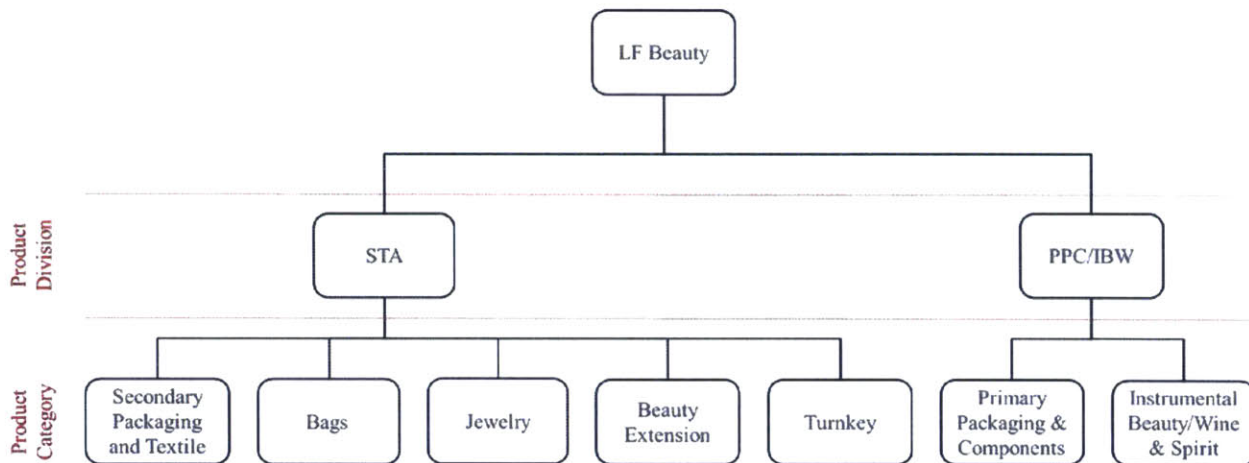 LF Beauty
Product
Division
STA
PPC/IBW
Product
Category
Secondary
Packaging
and Textile
Bags
Jewelry
Beauty
Extension
Turnkey
Primary
Packaging &
Components
Instrumental
Beauty/Wine
& Spirit